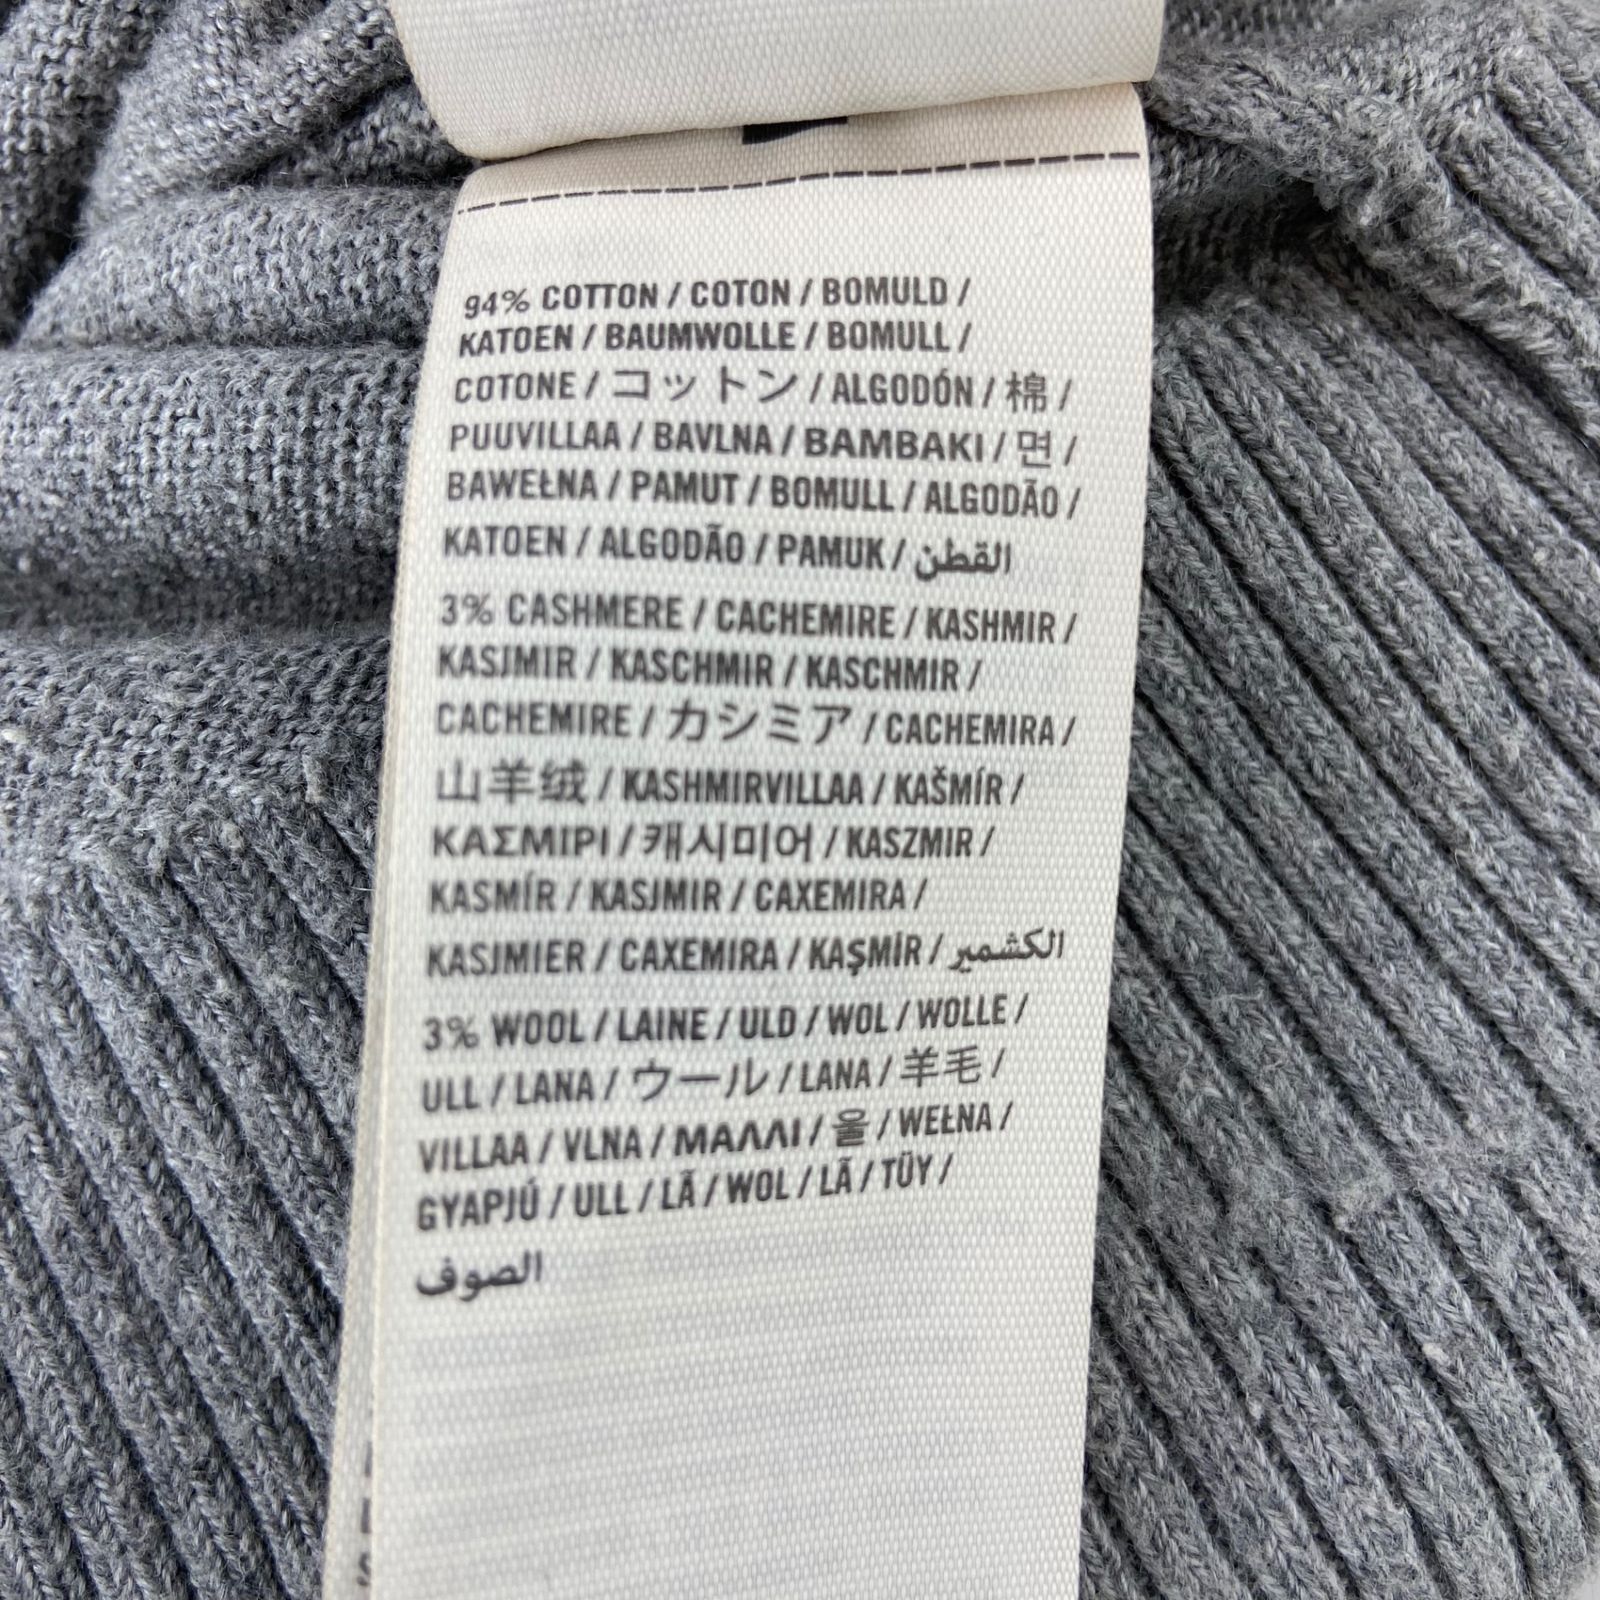 94% COTTON / COTON / BOMULD /
KATOEN / BAUMWOLLE / BOMULL /
COTONE / コットン / ALGODÓN / 棉 /
PUUVILLAA / BAVLNA / BAMBAKI / 면 /
BAWEŁNA / PAMUT / BOMULL / ALGODÃO /
KATOEN / ALGODÃO / PAMUK / القطن
3% CASHMERE / CACHEMIRE / KASHMIR /
KASJMIR / KASCHMIR / KASCHMIR /
CACHEMIRE / カシミア / CACHEMIRA /
山羊绒 / KASHMIRVILLAA / KAŠMÍR /
ΚΑΣΜΙΡΙ / 캐시미어 / KASZMIR /
KASMÍR / KASJMIR / CAXEMIRA /
KASJMIER / CAXEMIRA / KAŞMİR / الكشمير
3% WOOL / LAINE / ULD / WOL / WOLLE /
ULL / LANA / ウール / LANA / 羊毛 /
VILLAA / VLNA / ΜΑΛΛΙ / 울 / WEŁNA /
GYAPJÚ / ULL / LÃ / WOL / LÃ / TÜY /
الصوف